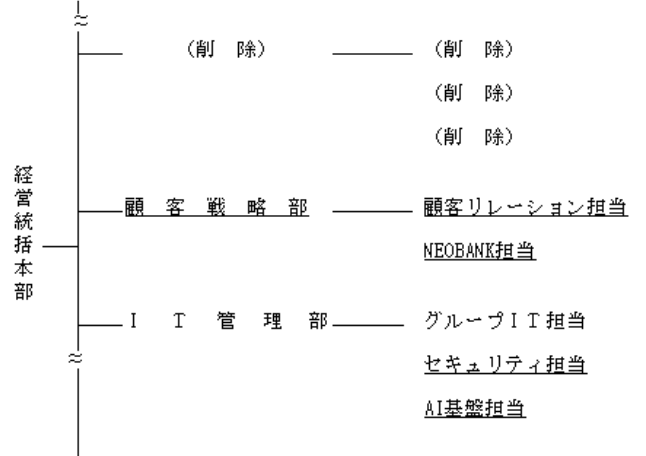 （削　除）　（削　除）
（削　除）
（削　除）
経営統括本部
顧客戦略部　顧客リレーション担当
NEOBANK担当
ＩＴ管理部　グループＩＴ担当
セキュリティ担当
AI基盤担当